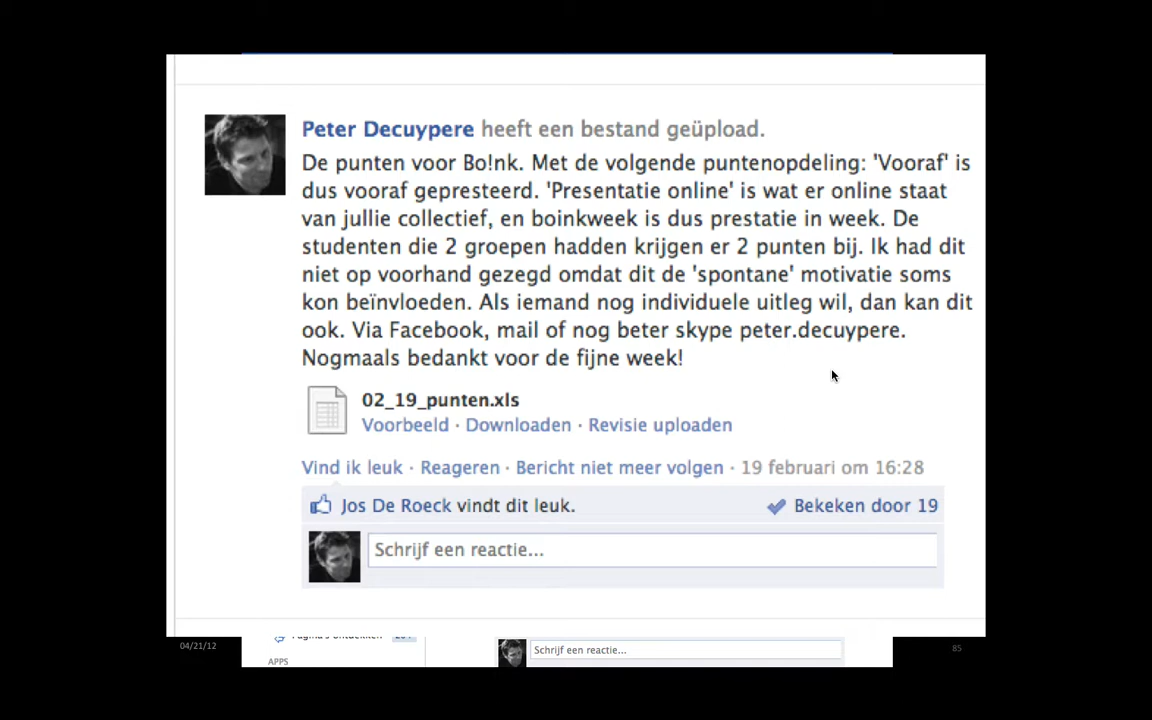 Peter Decuypere heeft een bestand geüpload.
De punten voor Bo!nk. Met de volgende puntenopdeling: 'Vooraf' is
dus vooraf gepresteerd. 'Presentatie online' is wat er online staat
van jullie collectief, en boinkweek is dus prestatie in week. De
studenten die 2 groepen hadden krijgen er 2 punten bij. Ik had dit
niet op voorhand gezegd omdat dit de 'spontane' motivatie soms
kon beïnvloeden. Als iemand nog individuele uitleg wil, dan kan dit
ook. Via Facebook, mail of nog beter skype peter.decuypere.
Nogmaals bedankt voor de fijne week!
02_19_punten.xls
Voorbeeld · Downloaden · Revisie uploaden
Vind ik leuk · Reageren · Bericht niet meer volgen · 19 februari om 16:28
Jos De Roeck vindt dit leuk. Bekeken door 19
Schrijf een reactie...
04/21/12
Schrijf een reactie...
85
APPS